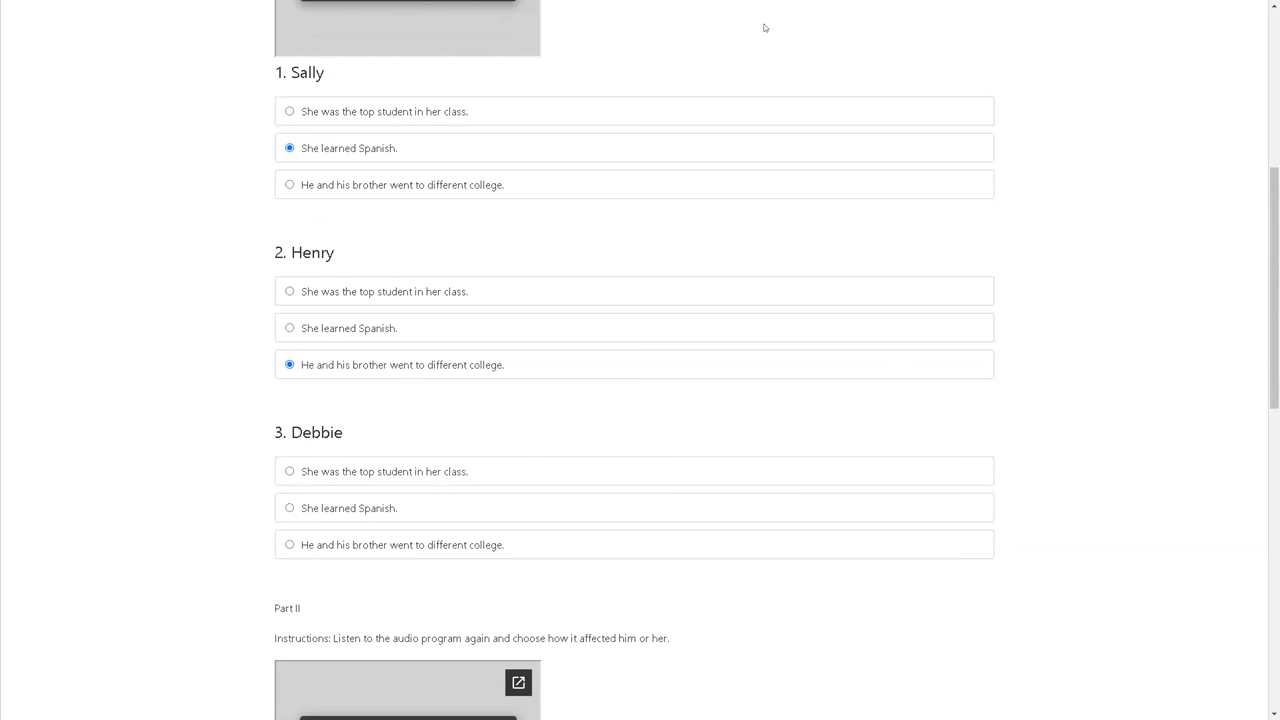 1. Sally
She was the top student in her class.
She learned Spanish.
He and his brother went to different college.
2. Henry
She was the top student in her class.
She learned Spanish.
He and his brother went to different college.
3. Debbie
She was the top student in her class.
She learned Spanish.
He and his brother went to different college.
Part II
Instructions: Listen to the audio program again and choose how it affected him or her.